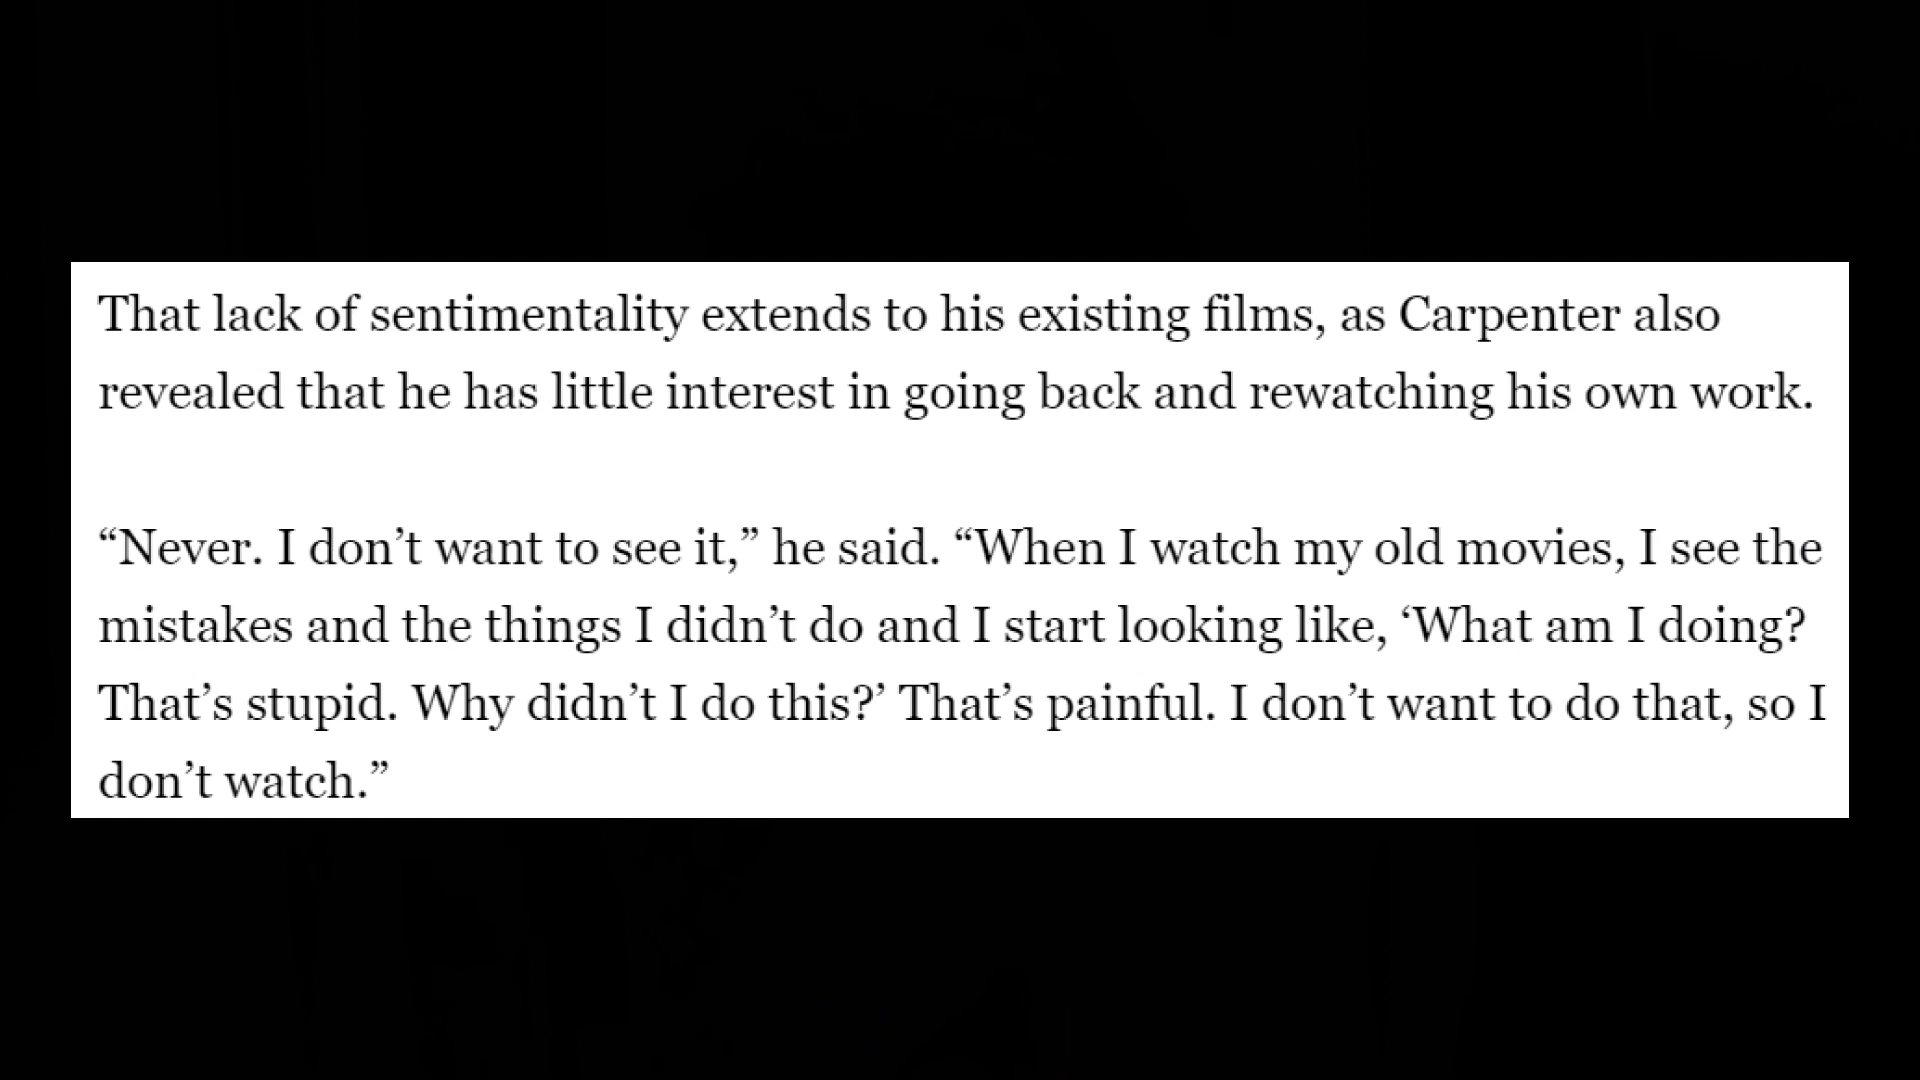 That lack of sentimentality extends to his existing films, as Carpenter also
revealed that he has little interest in going back and rewatching his own work.
“Never. I don’t want to see it,” he said. “When I watch my old movies, I see the
mistakes and the things I didn’t do and I start looking like, ‘What am I doing?
That’s stupid. Why didn’t I do this?’ That’s painful. I don’t want to do that, so I
don’t watch.”